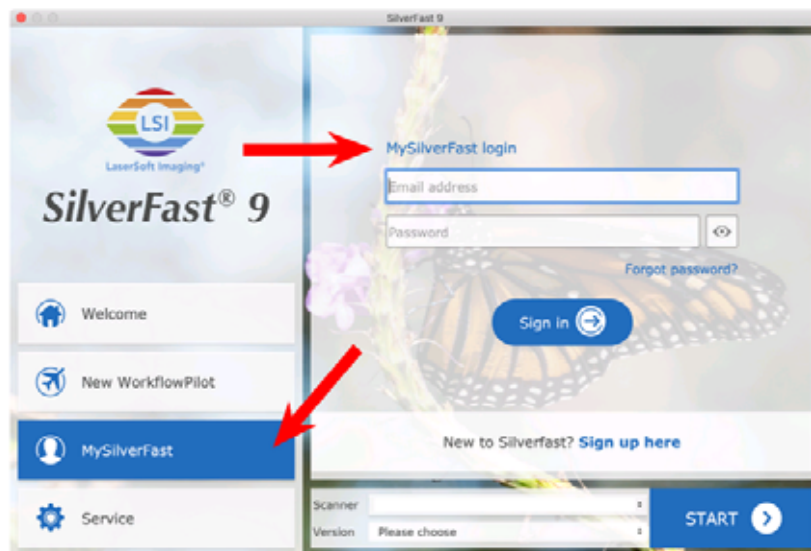 SilverFast 9
LSI
LaserSoft Imaging®
SilverFast® 9
Welcome
New WorkflowPilot
MySilverFast
Service
MySilverFast login
Email address
Password
Forgot password?
Sign in
New to Silverfast? Sign up here
Scanner
Version Please choose
START